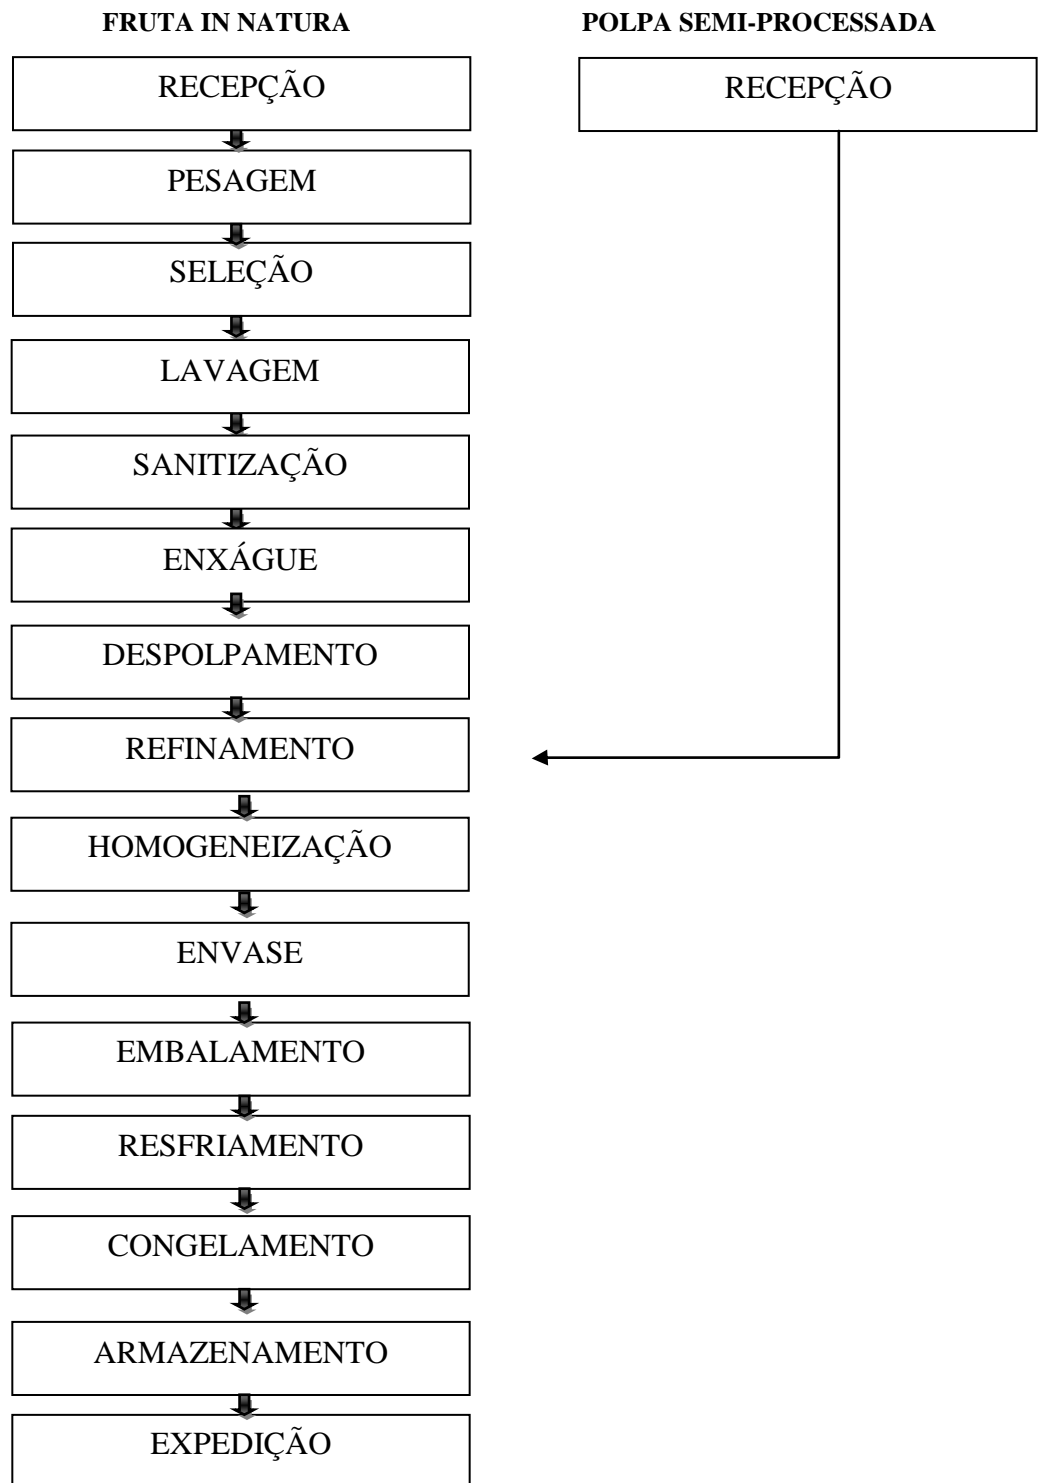 FRUTA IN NATURA
POLPA SEMI-PROCESSADA
RECEPÇÃO
RECEPÇÃO
PESAGEM
SELEÇÃO
LAVAGEM
SANITIZAÇÃO
ENXÁGUE
DESPOLPAMENTO
REFINAMENTO
HOMOGENEIZAÇÃO
ENVASE
EMBALAMENTO
RESFRIAMENTO
CONGELAMENTO
ARMAZENAMENTO
EXPEDIÇÃO